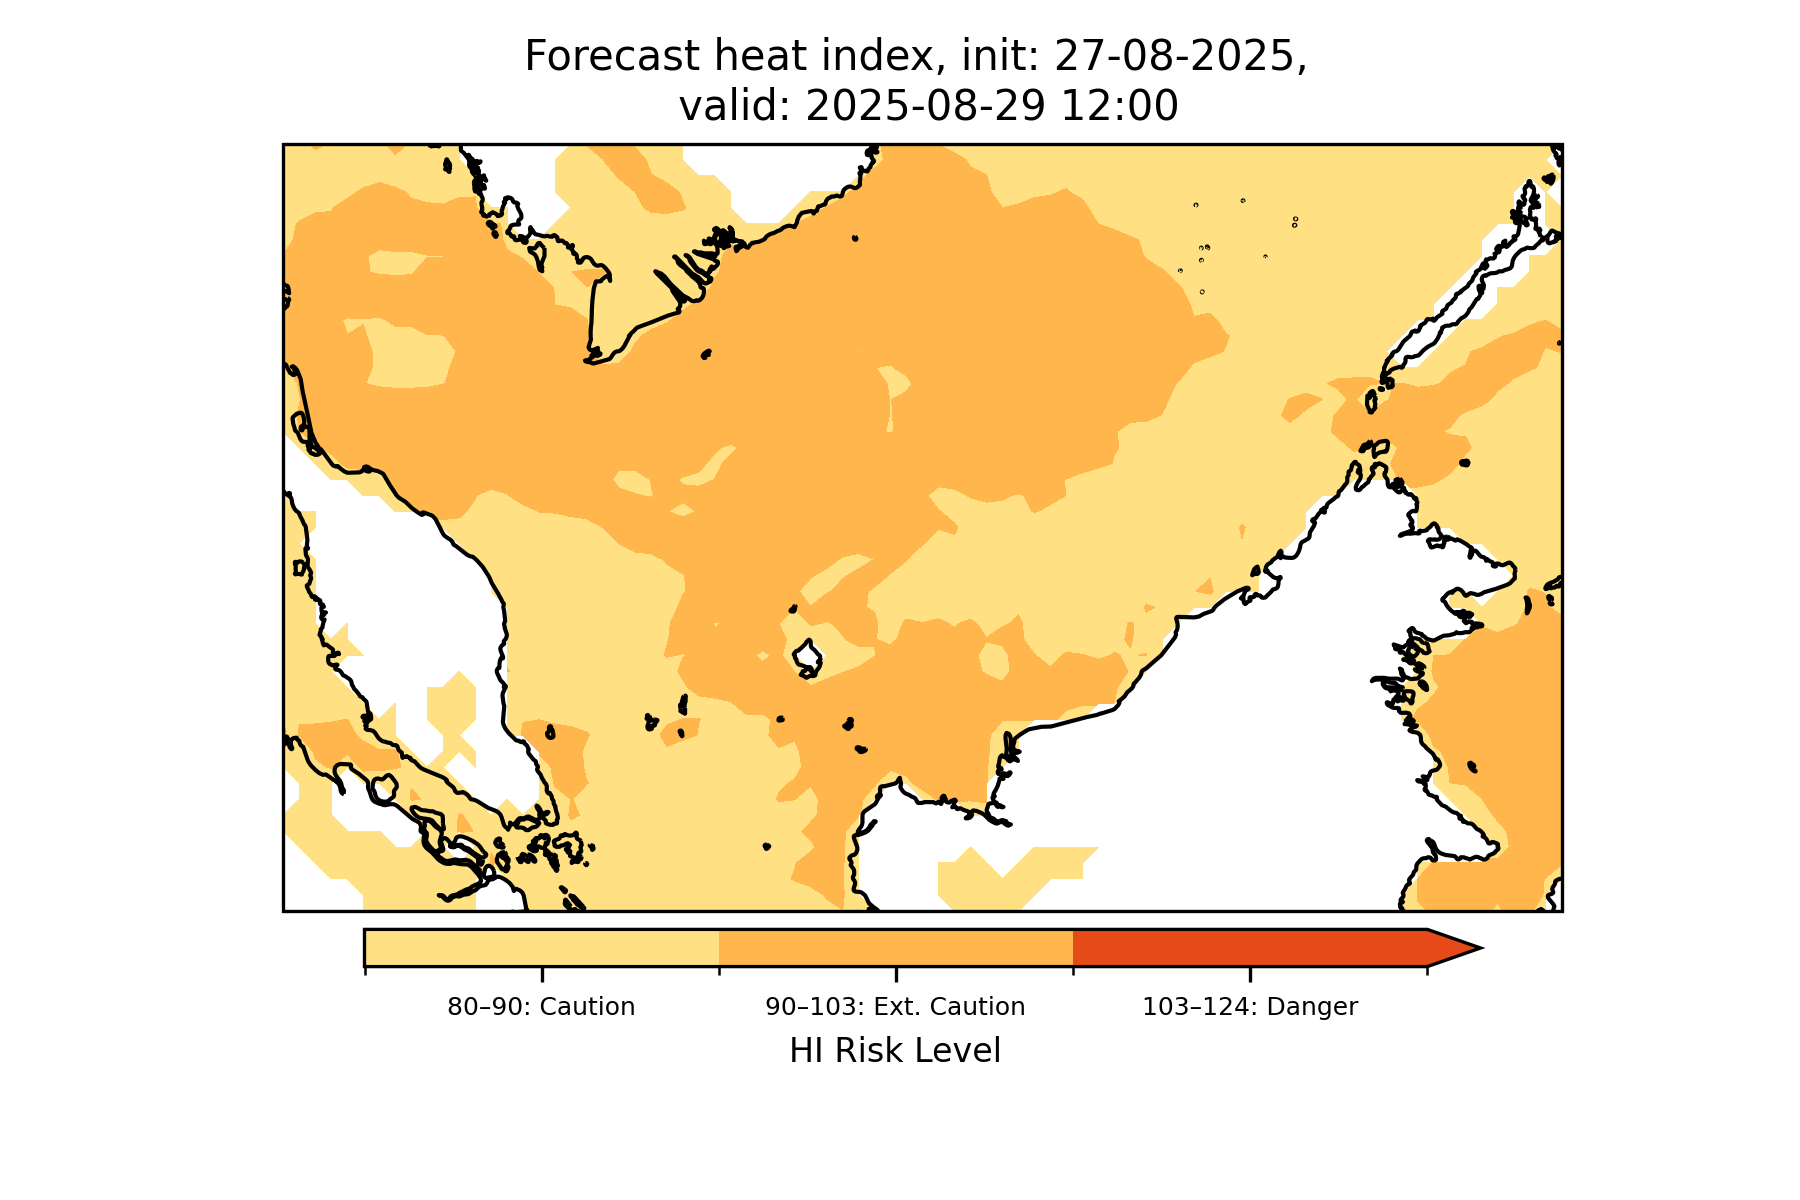 Forecast heat index, init: 27-08-2025,
valid: 2025-08-29 12:00
80–90: Caution
90–103: Ext. Caution
103–124: Danger
HI Risk Level